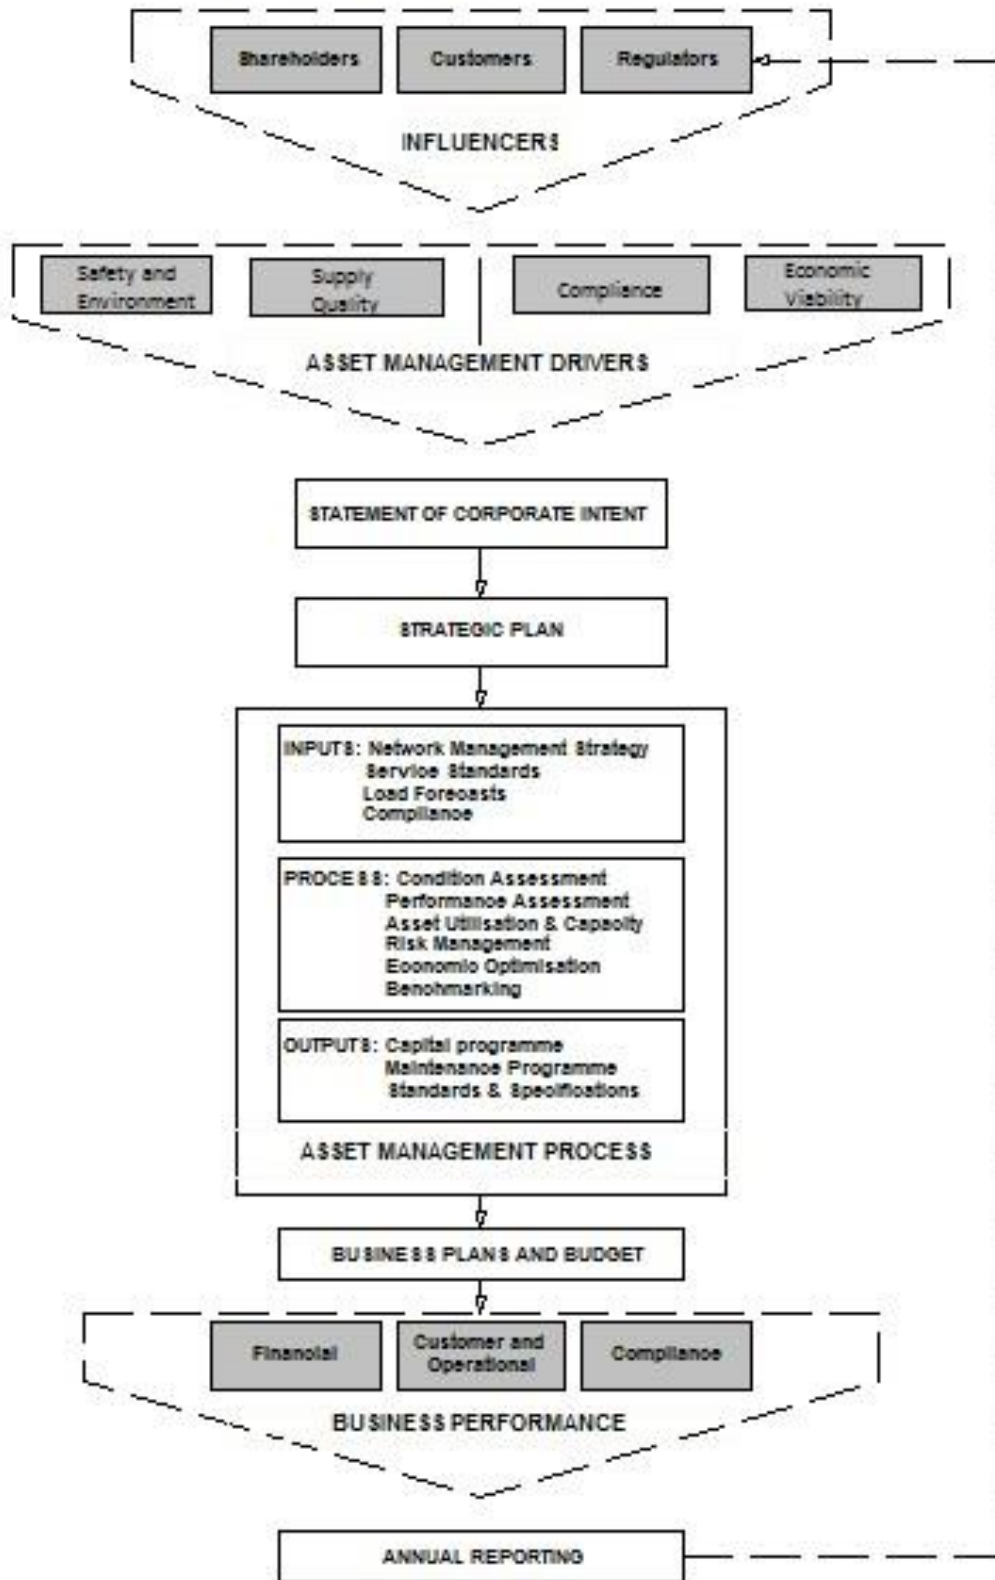 Shareholders
Customers
Regulators
INFLUENCERS
Safety and
Environment
Supply
Quality
Compliance
Economic
Viability
ASSET MANAGEMENT DRIVERS
STATEMENT OF CORPORATE INTENT
STRATEGIC PLAN
INPUTS: Network Management Strategy
Service Standards
Load Forecasts
Compliance
PROCESS: Condition Assessment
Performance Assessment
Asset Utilisation & Capacity
Risk Management
Economic Optimisation
Benchmarking
OUTPUTS: Capital programme
Maintenance Programme
Standards & Specifications
ASSET MANAGEMENT PROCESS
BUSINESS PLANS AND BUDGET
Financial
Customer and
Operational
Compliance
BUSINESS PERFORMANCE
ANNUAL REPORTING